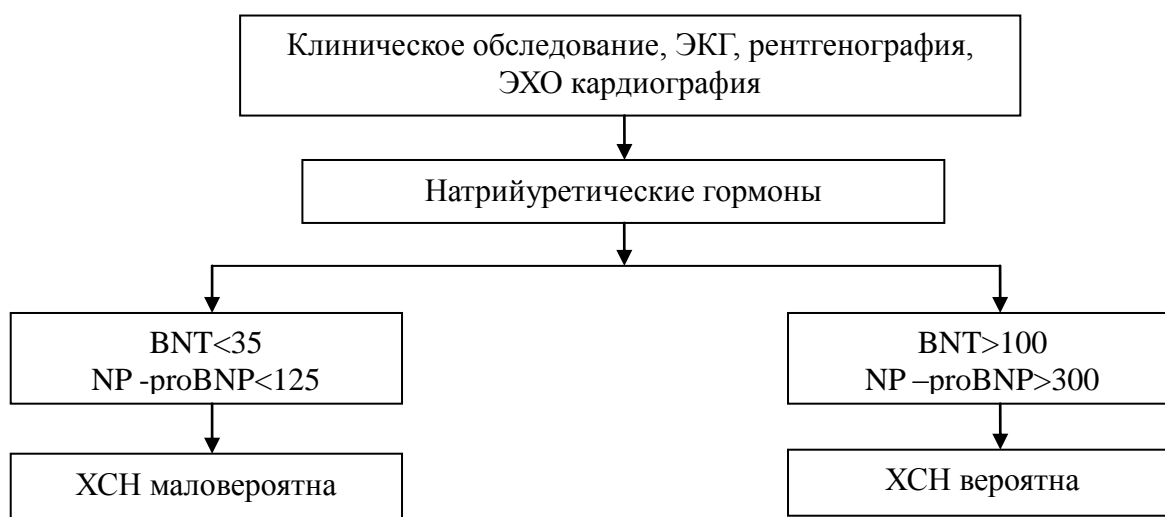 Клиническое обследование, ЭКГ, рентгенография,
ЭХО кардиография
Натрийуретические гормоны
BNT<35
NP -proBNP<125
BNT>100
NP –proBNP>300
ХСН маловероятна
ХСН вероятна